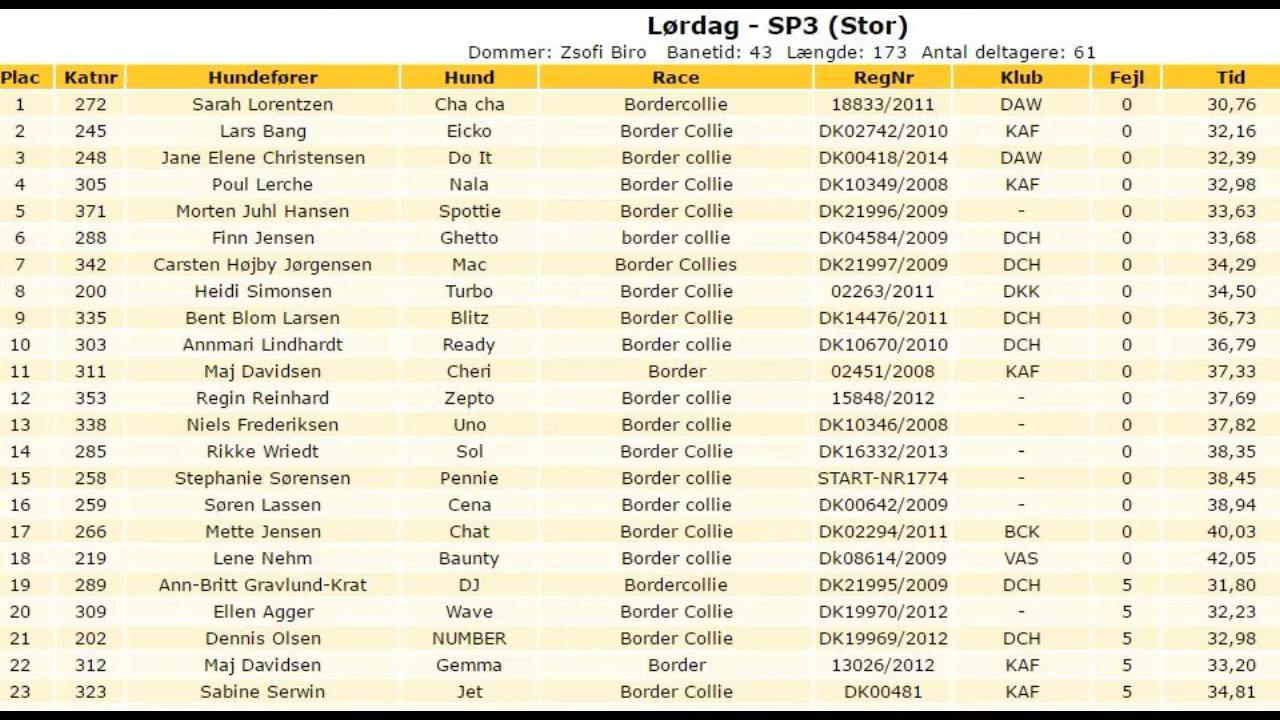 Lørdag - SP3 (Stor)
Dommer: Zsofi Biro Banetid: 43 Længde: 173 Antal deltagere: 61
Plac Katnr Hundefører Hund Race RegNr Klub Fejl Tid
1 272 Sarah Lorentzen Cha cha Bordercollie 18833/2011 DAW 0 30,76
2 245 Lars Bang Eicko Border Collie DK02742/2010 KAF 0 32,16
3 248 Jane Elene Christensen Do It Border collie DK00418/2014 DAW 0 32,39
4 305 Poul Lerche Nala Border Collie DK10349/2008 KAF 0 32,98
5 371 Morten Juhl Hansen Spottie Border Collie DK21996/2009 - 0 33,63
6 288 Finn Jensen Ghetto border collie DK04584/2009 DCH 0 33,68
7 342 Carsten Højby Jørgensen Mac Border Collies DK21997/2009 DCH 0 34,29
8 200 Heidi Simonsen Turbo Border Collie 02263/2011 DKK 0 34,50
9 335 Bent Blom Larsen Blitz Border Collie DK14476/2011 DCH 0 36,73
10 303 Annmari Lindhardt Ready Border collie DK10670/2010 DCH 0 36,79
11 311 Maj Davidsen Cheri Border 02451/2008 KAF 0 37,33
12 353 Regin Reinhard Zepto Border collie 15848/2012 - 0 37,69
13 338 Niels Frederiksen Uno Border collie DK10346/2008 - 0 37,82
14 285 Rikke Wriedt Sol Border collie DK16332/2013 - 0 38,35
15 258 Stephanie Sørensen Pennie Border collie START-NR1774 - 0 38,45
16 259 Søren Lassen Cena Border collie DK00642/2009 - 0 38,94
17 266 Mette Jensen Chat Border Collie DK02294/2011 BCK 0 40,03
18 219 Lene Nehm Baunty Border collie Dk08614/2009 VAS 0 42,05
19 289 Ann-Britt Gravlund-Krat DJ Bordercollie DK21995/2009 DCH 5 31,80
20 309 Ellen Agger Wave Border Collie DK19970/2012 - 5 32,23
21 202 Dennis Olsen NUMBER Border Collie DK19969/2012 DCH 5 32,98
22 312 Maj Davidsen Gemma Border 13026/2012 KAF 5 33,20
23 323 Sabine Serwin Jet Border Collie DK00481 KAF 5 34,81